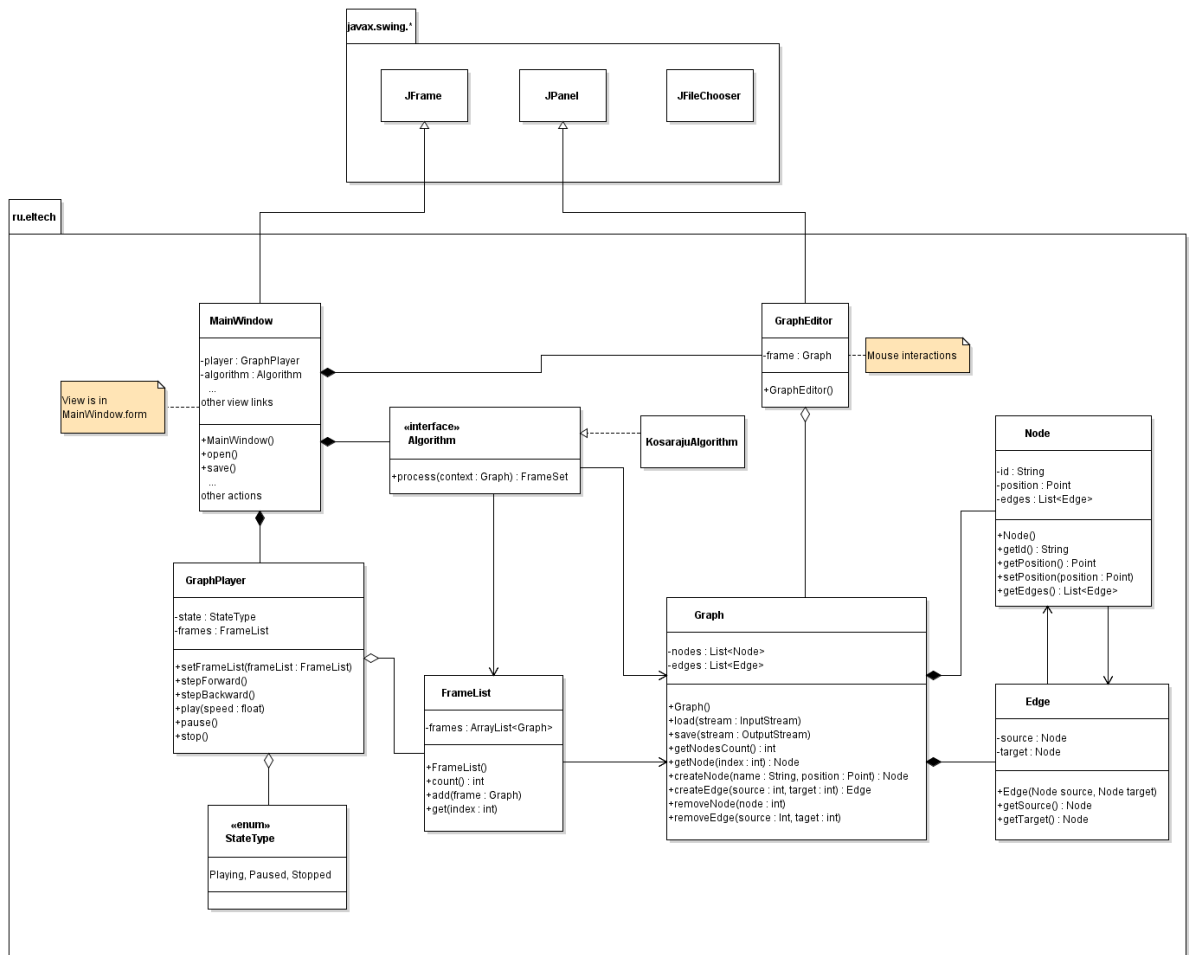 javax.swing.*
JFrame
JPanel
JFileChooser
ru.eltech
MainWindow
-player : GraphPlayer
-algorithm : Algorithm
...
other view links
+MainWindow()
+open()
+save()
...
other actions
View is in
MainWindow.form
GraphEditor
-frame : Graph
+GraphEditor()
Mouse interactions
«interface»
Algorithm
+process(context : Graph) : FrameSet
KosarajuAlgorithm
Node
-id : String
-position : Point
-edges : List<Edge>
+Node()
+getId() : String
+getPosition() : Point
+setPosition(position : Point)
+getEdges() : List<Edge>
GraphPlayer
-state : StateType
-frames : FrameList
+setFrameList(frameList : FrameList)
+stepForward()
+stepBackward()
+play(speed : float)
+pause()
+stop()
FrameList
-frames : ArrayList<Graph>
+FrameList()
+count() : int
+add(frame : Graph)
+get(index : int)
Graph
-nodes : List<Node>
-edges : List<Edge>
+Graph()
+load(stream : InputStream)
+save(stream : OutputStream)
+getNodesCount() : int
+getNode(index : int) : Node
+createNode(name : String, position : Point) : Node
+createEdge(source : int, target : int) : Edge
+removeNode(node : int)
+removeEdge(source : Int, taget : int)
Edge
-source : Node
-target : Node
+Edge(Node source, Node target)
+getSource() : Node
+getTarget() : Node
«enum»
StateType
Playing, Paused, Stopped